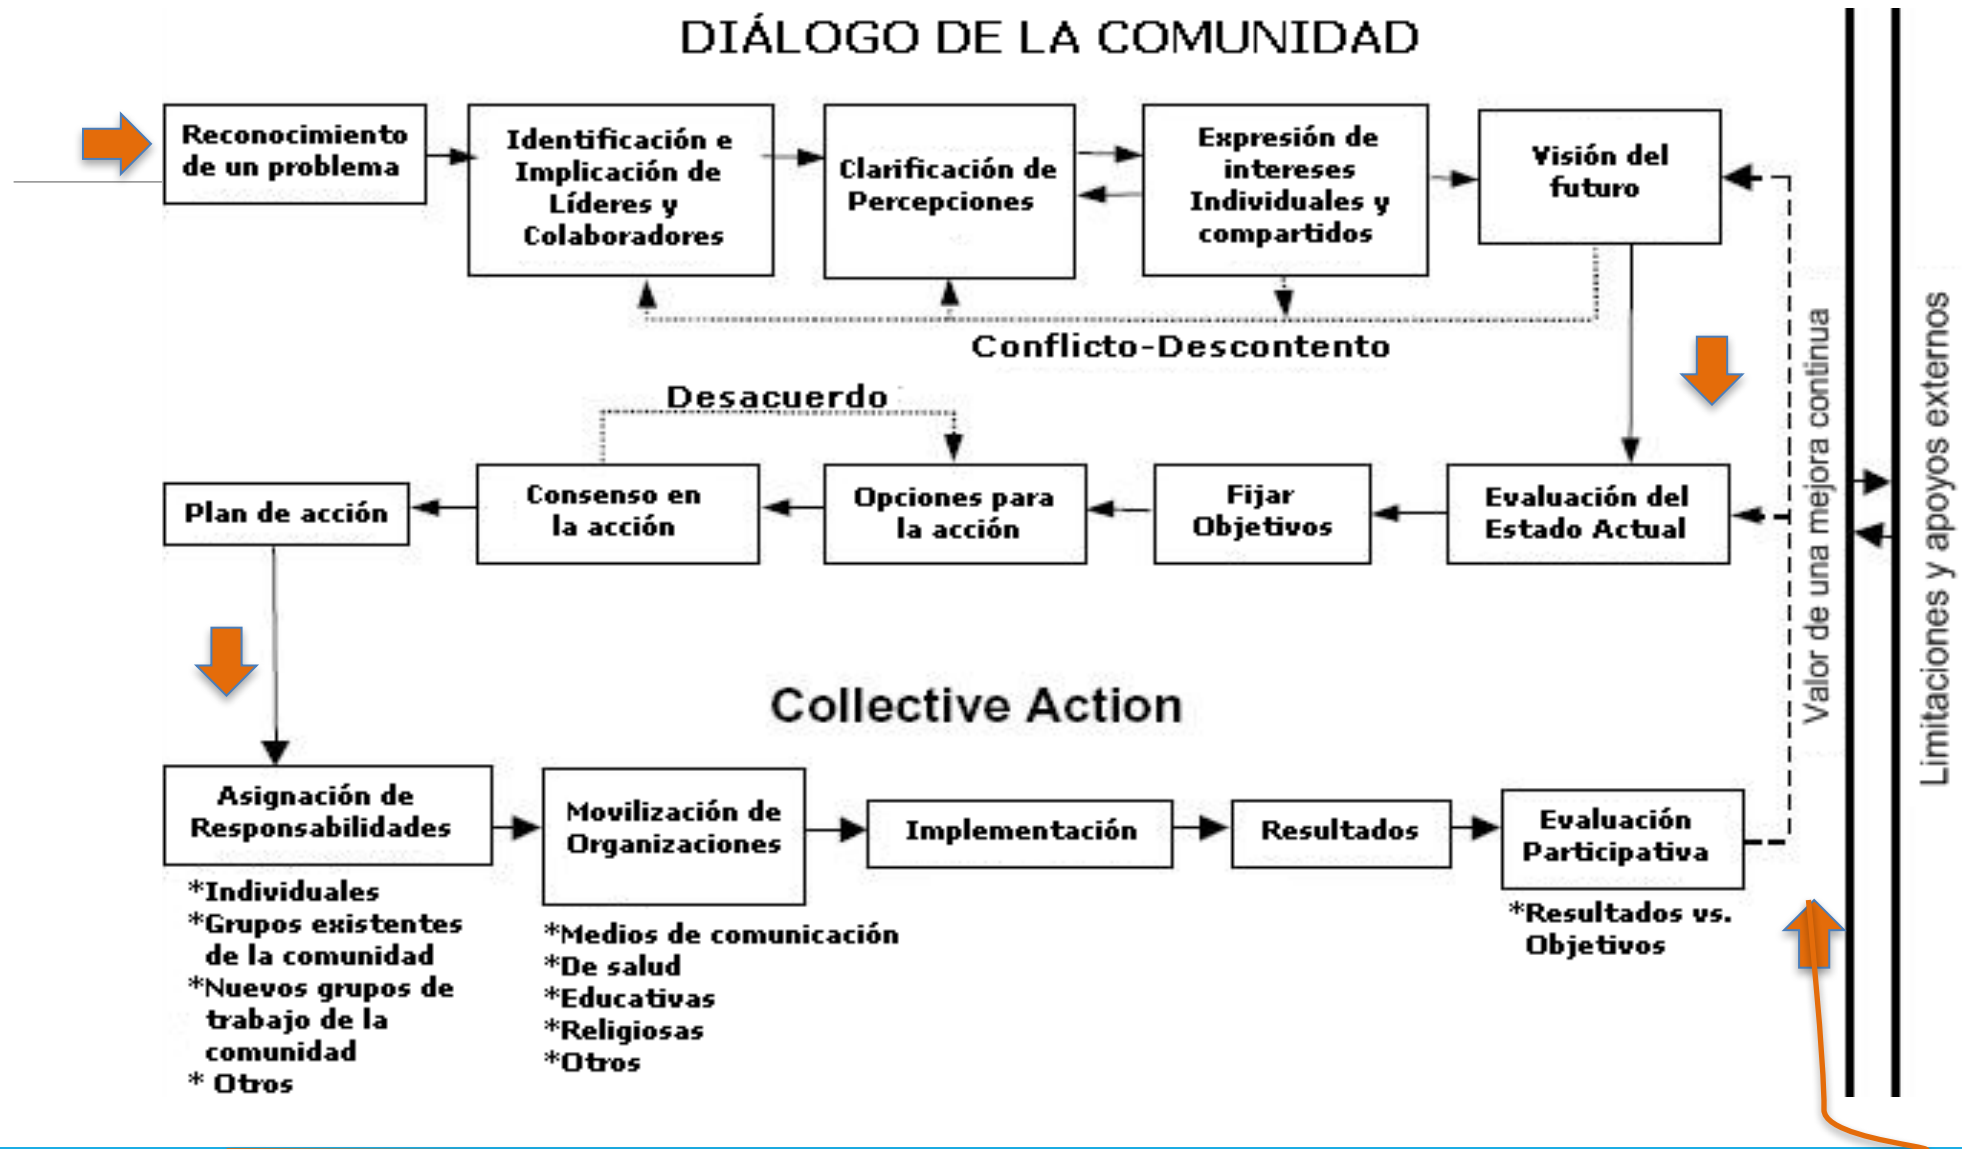 DIÁLOGO DE LA COMUNIDAD
Reconocimiento
de un problema
Identificación e
Implicación de
Líderes y
Colaboradores
Clarificación de
Percepciones
Expresión de
intereses
Individuales y
compartidos
Visión del
futuro
Conflicto-Descontento
Desacuerdo
Plan de acción
Consenso en
la acción
Opciones para
la acción
Fijar
Objetivos
Evaluación del
Estado Actual
Valor de una mejora continua
Limitaciones y apoyos externos
Collective Action
Asignación de
Responsabilidades
*Individuales
*Grupos existentes
de la comunidad
*Nuevos grupos de
trabajo de la
comunidad
* Otros
Movilización de
Organizaciones
*Medios de comunicación
*De salud
*Educativas
*Religiosas
*Otros
Implementación
Resultados
Evaluación
Participativa
*Resultados vs.
Objetivos